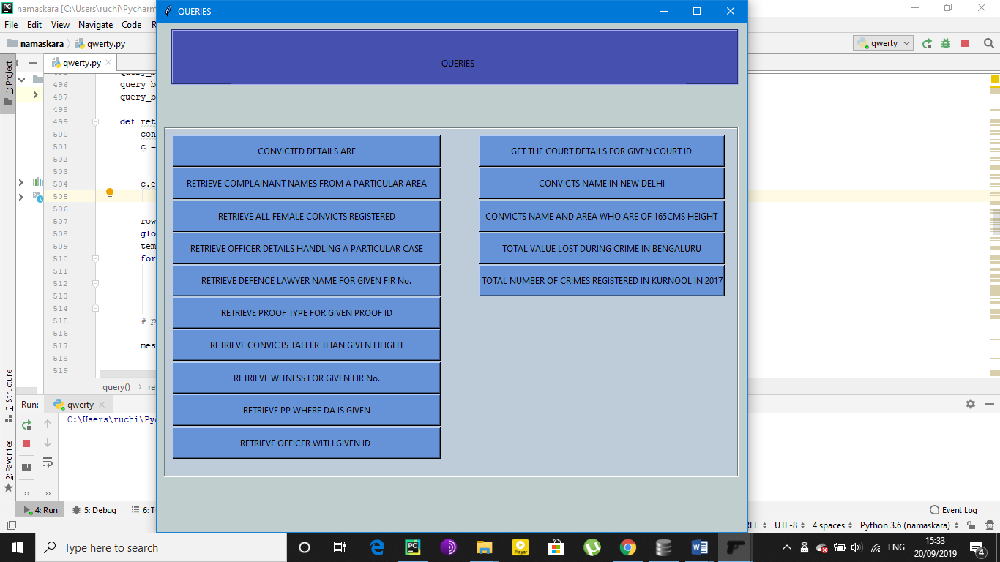 namaskara [C:\Users\ruchi\Pycharm
QUERIES
File Edit View Navigate Code R
namaskara qwerty.py
qwerty
qwerty.py
1: Project
QUERIES
496 query_b
497 query_b
498
499 def ret
500 con
501 c =
502
503
504 c.e
505
506
507 row
508 glo
509 tem
510 for
511
512
513
514
515 # p
516
517 mes
518
519
CONVICTED DETAILS ARE
RETRIEVE COMPLAINANT NAMES FROM A PARTICULAR AREA
RETRIEVE ALL FEMALE CONVICTS REGISTERED
RETRIEVE OFFICER DETAILS HANDLING A PARTICULAR CASE
RETRIEVE DEFENCE LAWYER NAME FOR GIVEN FIR No.
RETRIEVE PROOF TYPE FOR GIVEN PROOF ID
RETRIEVE CONVICTS TALLER THAN GIVEN HEIGHT
RETRIEVE WITNESS FOR GIVEN FIR No.
RETRIEVE PP WHERE DA IS GIVEN
RETRIEVE OFFICER WITH GIVEN ID
GET THE COURT DETAILS FOR GIVEN COURT ID
CONVICTS NAME IN NEW DELHI
CONVICTS NAME AND AREA WHO ARE OF 165CMS HEIGHT
TOTAL VALUE LOST DURING CRIME IN BENGALURU
TOTAL NUMBER OF CRIMES REGISTERED IN KURNOOL IN 2017
query() re
7: Structure
Run: qwerty
C:\Users\ruchi\Pyc
2: Favorites
4: Run 5: Debug 6: T
Event Log
LF UTF-8 4 spaces Python 3.6 (namaskara)
Type here to search
PC
Player
W
ENG
15:33
20/09/2019
4